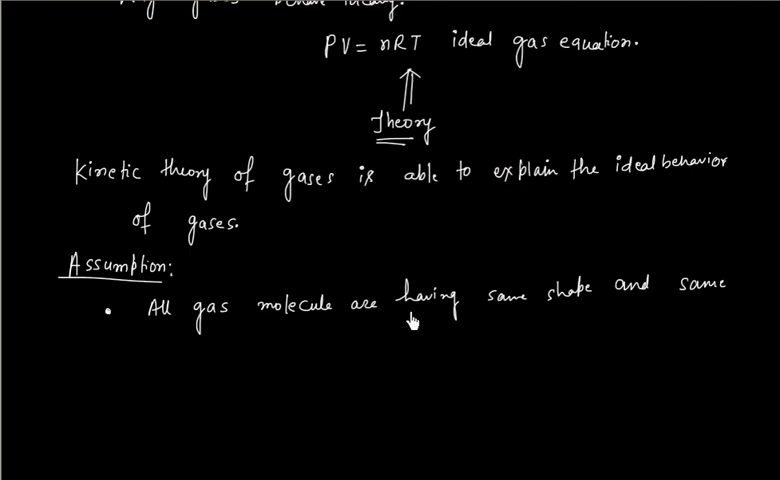 PV = nRT ideal gas equation.
Theory
Kinetic theory of gases is able to explain the ideal behavior
of gases.
Assumption:
• All gas molecule are having same shape and same